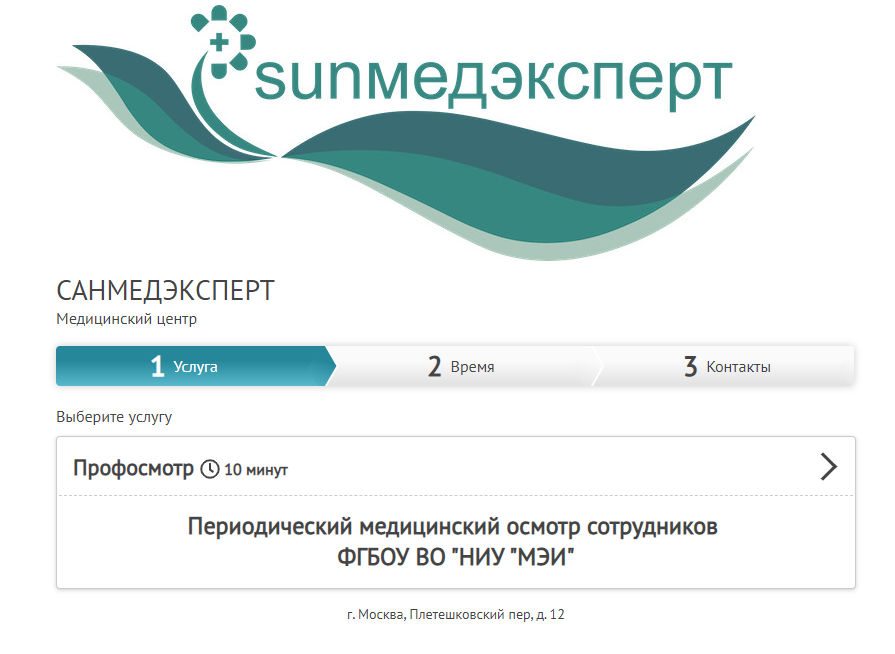 sunмедэксперт
САНМЕДЭКСПЕРТ
Медицинский центр
1 Услуга 2 Время 3 Контакты
Выберите услугу
Профосмотр 10 минут
Периодический медицинский осмотр сотрудников
ФГБОУ ВО "НИУ "МЭИ"
г. Москва, Плетешковский пер, д. 12